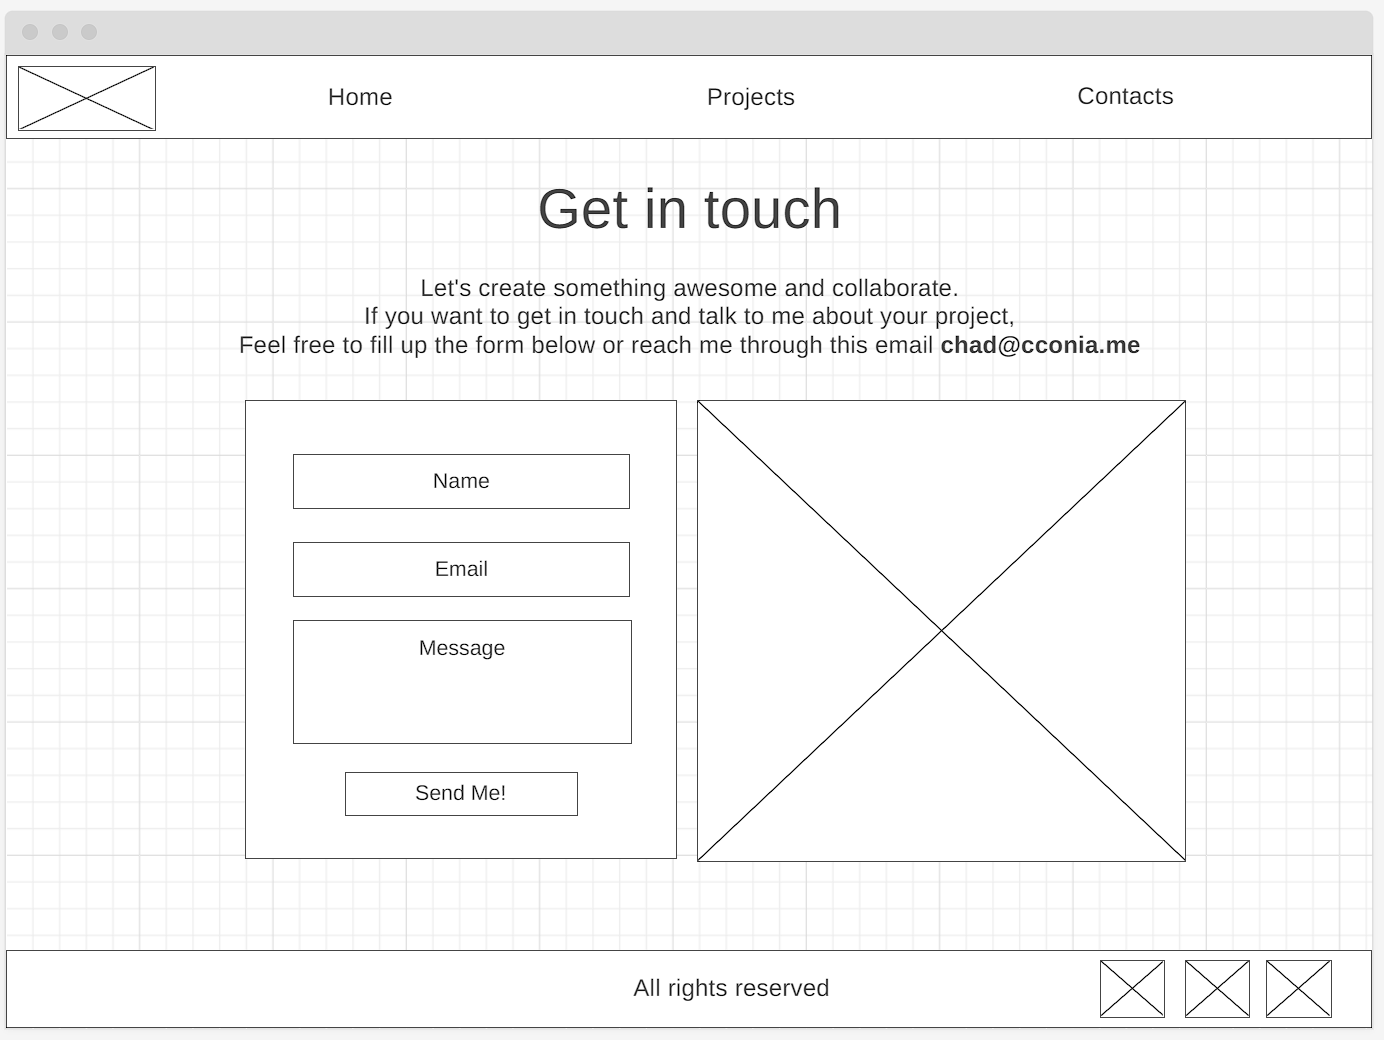 Home Projects Contacts
Get in touch
Let's create something awesome and collaborate.
If you want to get in touch and talk to me about your project,
Feel free to fill up the form below or reach me through this email chad@cconia.me
Name
Email
Message
Send Me!
All rights reserved